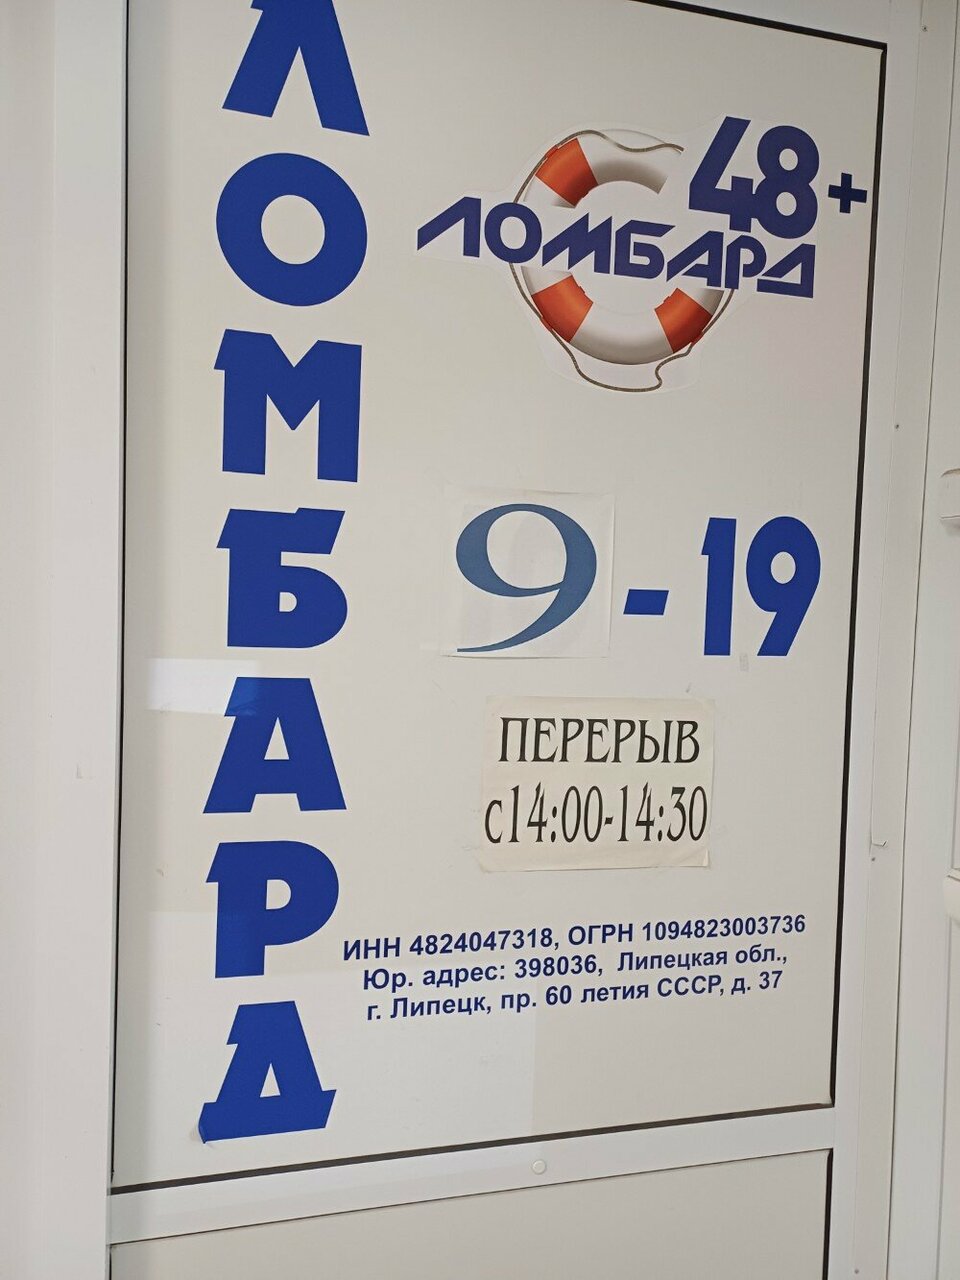 ЛОМБАРД
48+
ЛОМБАРД
9-19
ПЕРЕРЫВ
с14:00-14:30
ИНН 4824047318, ОГРН 1094823003736
Юр. адрес: 398036, Липецкая обл.,
г. Липецк, пр. 60 летия СССР, д. 37